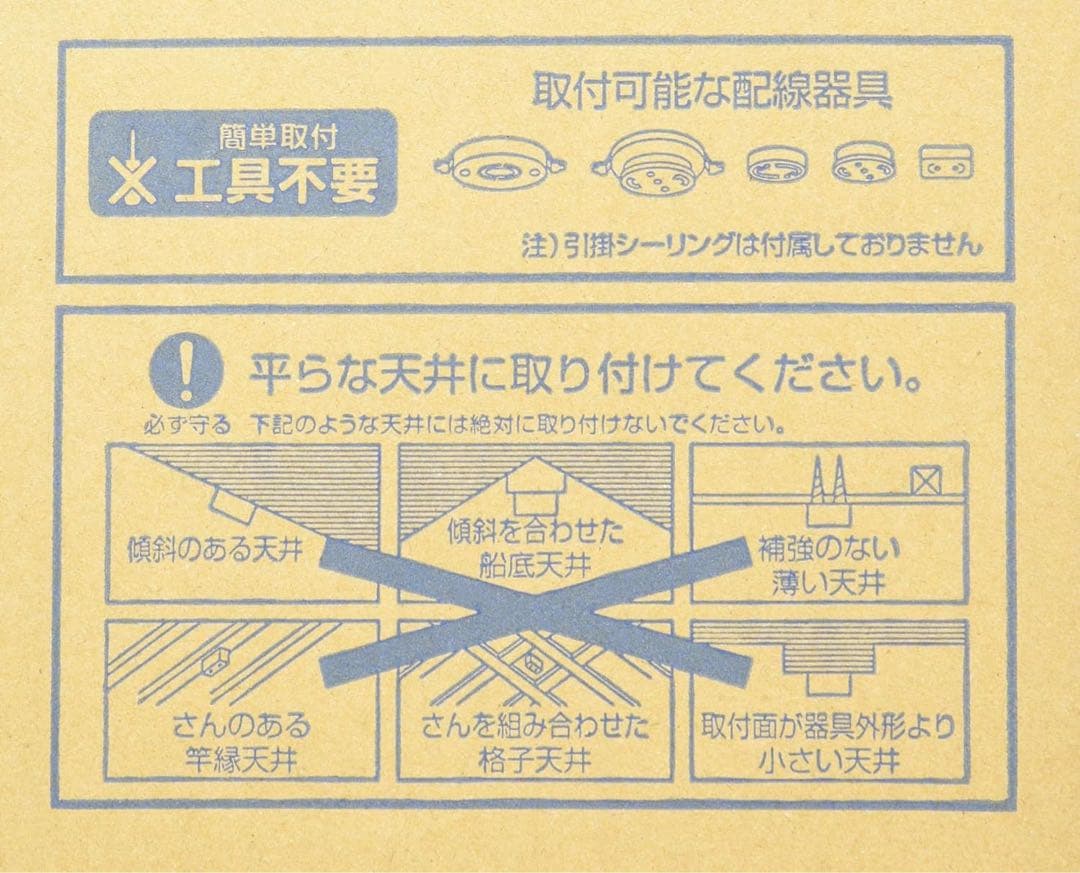 取付可能な配線器具
簡単取付
工具不要
注)引掛シーリングは付属しておりません
平らな天井に取り付けてください。
必ず守る 下記のような天井には絶対に取り付けないでください。
傾斜のある天井
傾斜を合わせた
船底天井
補強のない
薄い天井
さんのある
竿縁天井
さんを組み合わせた
格子天井
取付面が器具外形より
小さい天井